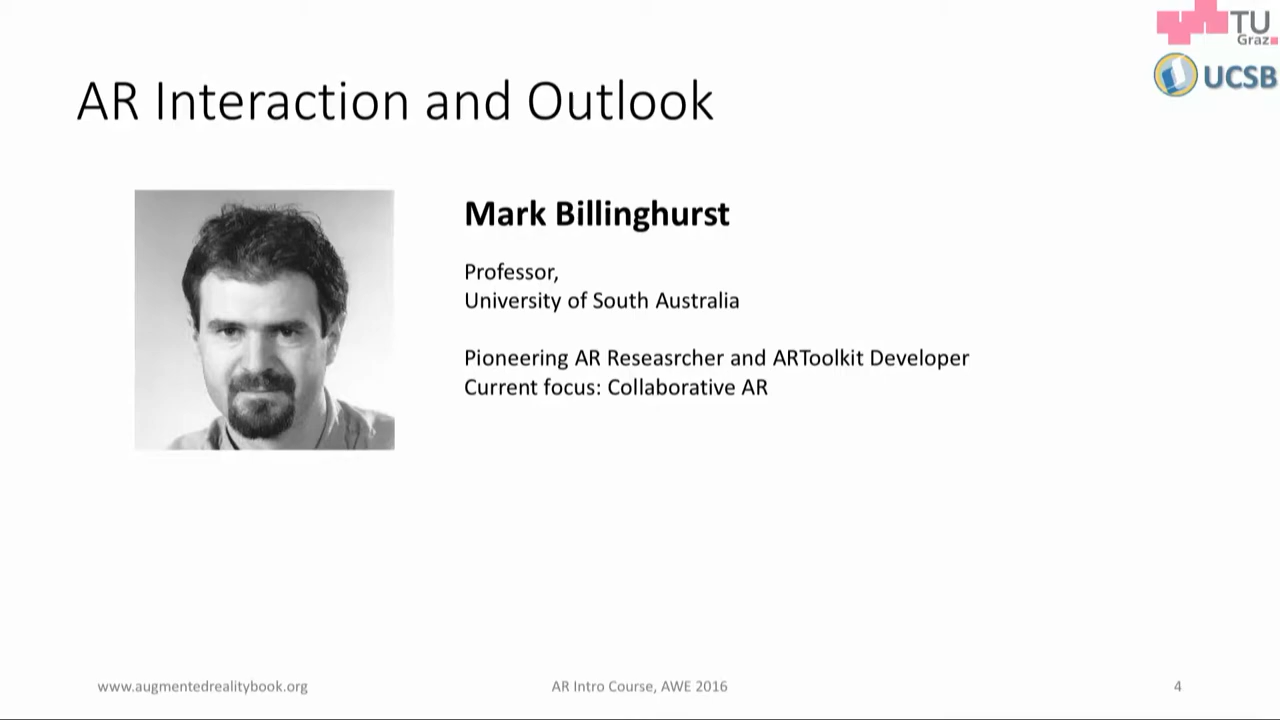 TU
Graz
UCSB
AR Interaction and Outlook
Mark Billinghurst
Professor,
University of South Australia
Pioneering AR Reseasrcher and ARToolkit Developer
Current focus: Collaborative AR
www.augmentedrealitybook.org
AR Intro Course, AWE 2016
4